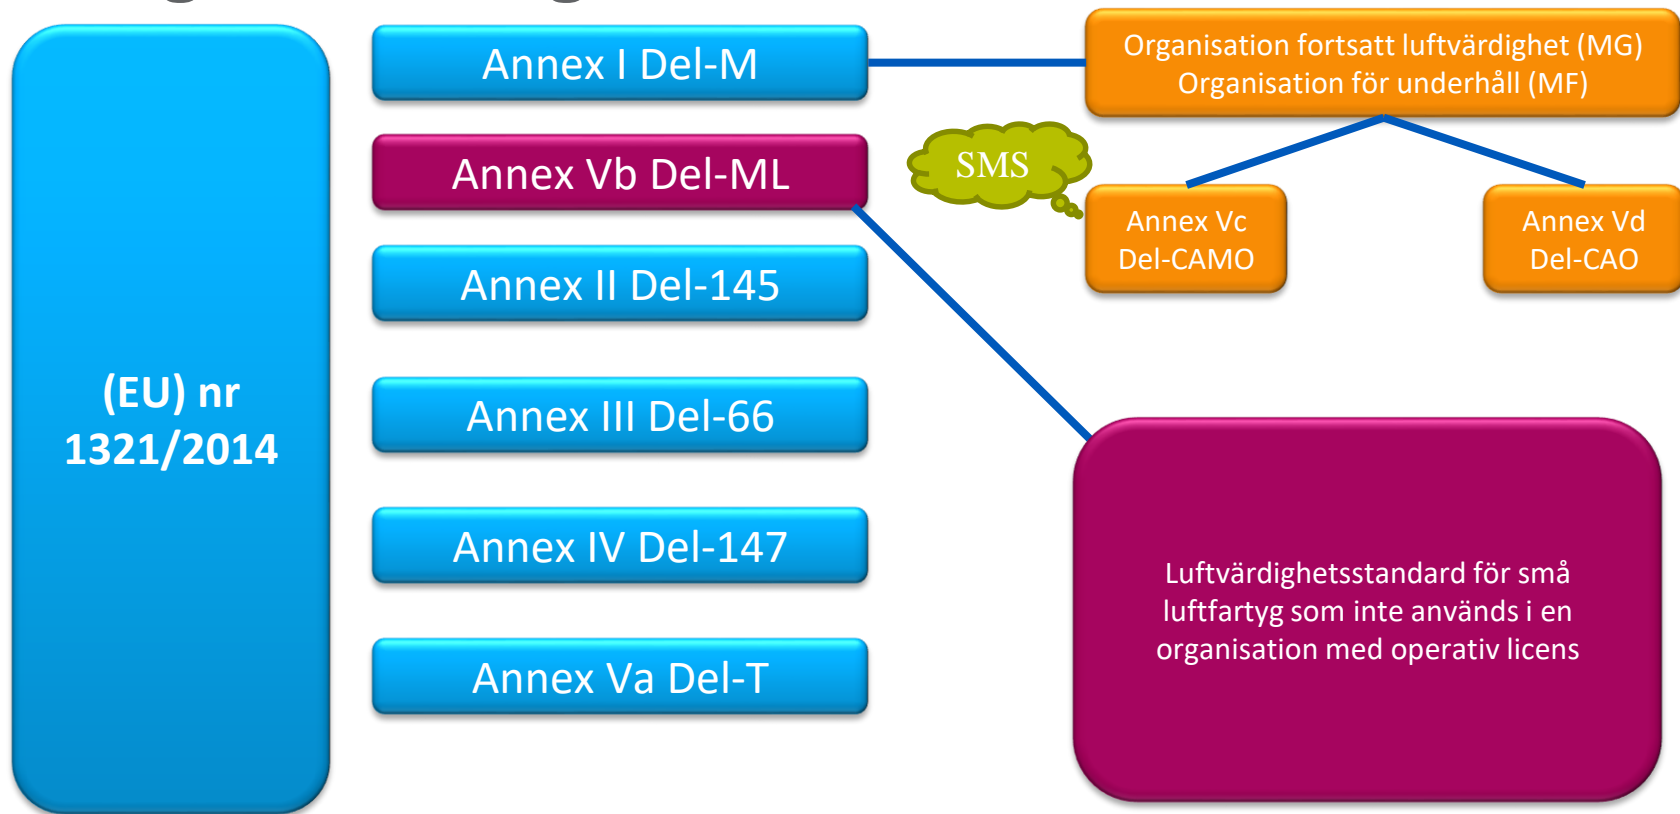 (EU) nr
1321/2014
Annex I Del-M
Annex Vb Del-ML
Annex II Del-145
Annex III Del-66
Annex IV Del-147
Annex Va Del-T
Organisation fortsatt luftvärdighet (MG)
Organisation för underhåll (MF)
SMS
Annex Vc
Del-CAMO
Annex Vd
Del-CAO
Luftvärdighetsstandard för små
luftfartyg som inte används i en
organisation med operativ licens